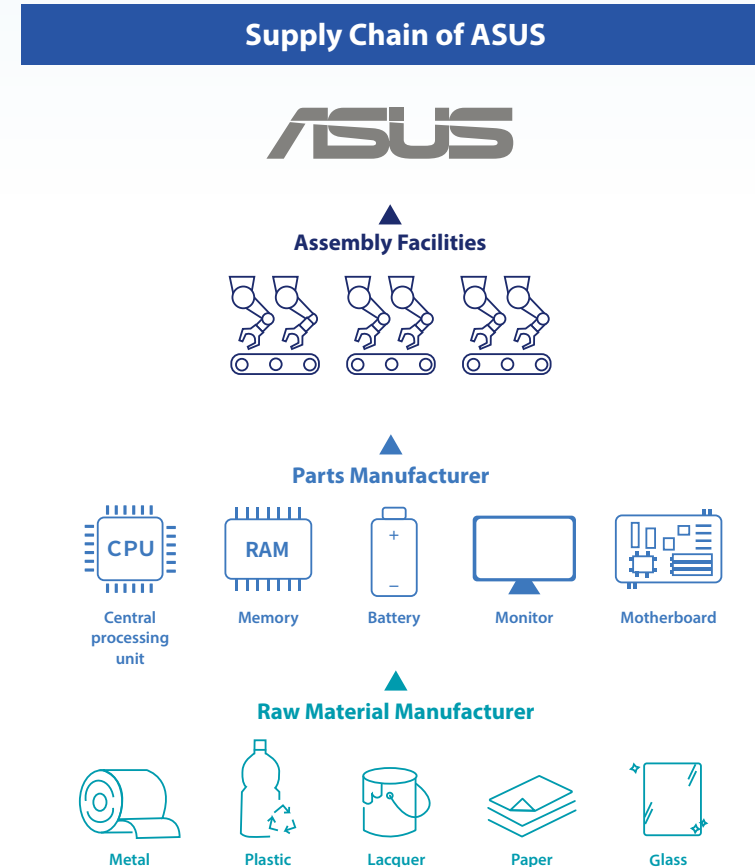 Supply Chain of ASUS
ASUS
Assembly Facilities
Parts Manufacturer
CPU
RAM
+
–
Central
processing
unit
Memory
Battery
Monitor
Motherboard
Raw Material Manufacturer
Metal
Plastic
Lacquer
Paper
Glass